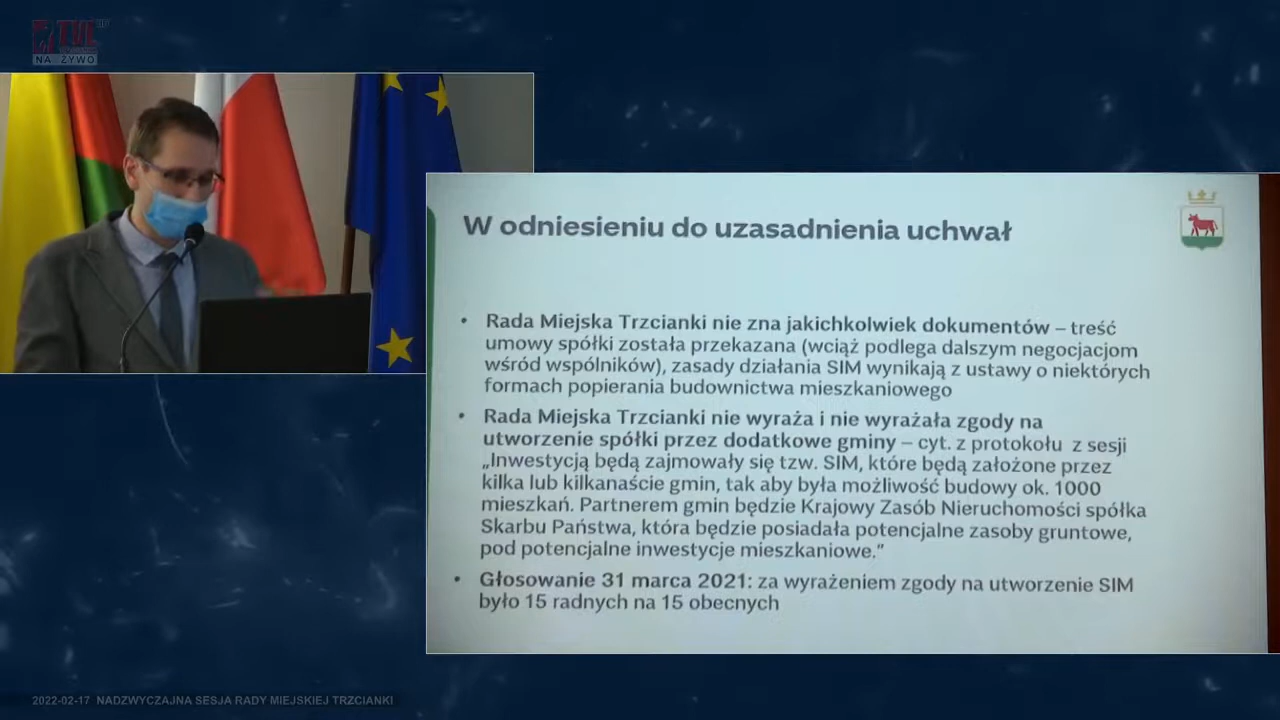 TVL
NA ŻYWO
W odniesieniu do uzasadnienia uchwał
• Rada Miejska Trzcianki nie zna jakichkolwiek dokumentów – treść
umowy spółki została przekazana (wciąż podlega dalszym negocjacjom
wśród wspólników), zasady działania SIM wynikają z ustawy o niektórych
formach popierania budownictwa mieszkaniowego
• Rada Miejska Trzcianki nie wyraża i nie wyrażała zgody na
utworzenie spółki przez dodatkowe gminy – cyt. z protokołu z sesji
„Inwestycją będą zajmowały się tzw. SIM, które będą założone przez
kilka lub kilkanaście gmin, tak aby była możliwość budowy ok. 1000
mieszkań. Partnerem gmin będzie Krajowy Zasób Nieruchomości spółka
Skarbu Państwa, która będzie posiadała potencjalne zasoby gruntowe,
pod potencjalne inwestycje mieszkaniowe.”
• Głosowanie 31 marca 2021: za wyrażeniem zgody na utworzenie SIM
było 15 radnych na 15 obecnych
2022-02-17 NADZWYCZAJNA SESJA RADY MIEJSKIEJ TRZCIANKI